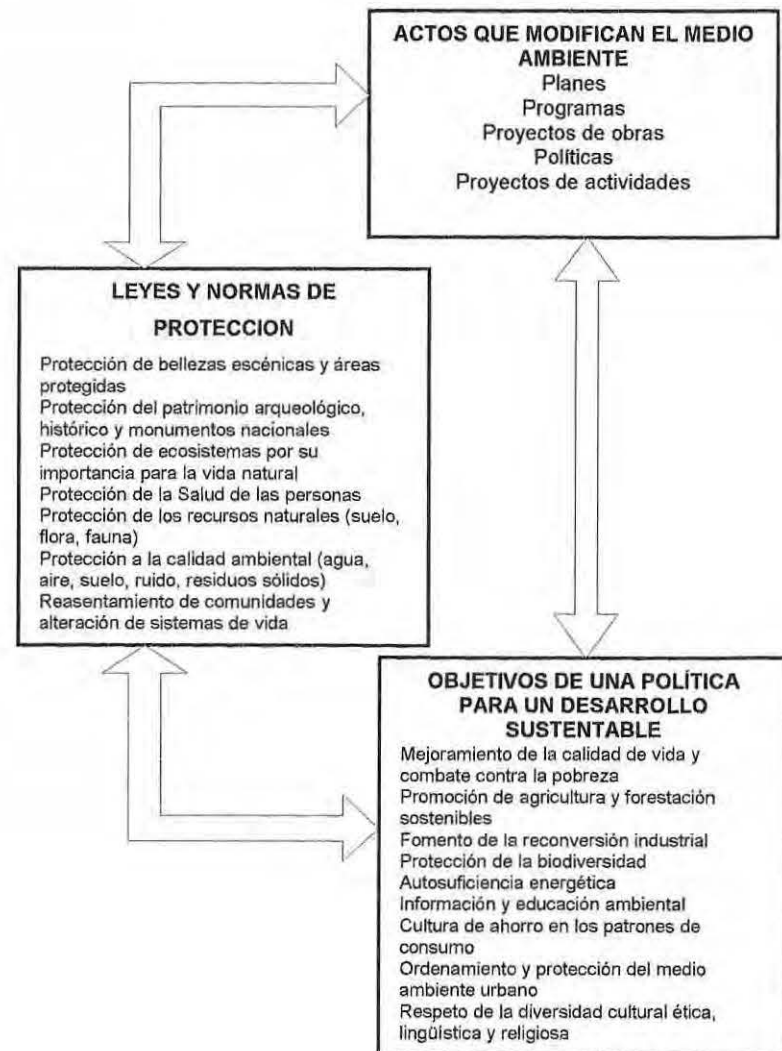 ACTOS QUE MODIFICAN EL MEDIO
AMBIENTE
Planes
Programas
Proyectos de obras
Políticas
Proyectos de actividades
LEYES Y NORMAS DE
PROTECCION
Protección de bellezas escénicas y áreas
protegidas
Protección del patrimonio arqueológico,
histórico y monumentos nacionales
Protección de ecosistemas por su
importancia para la vida natural
Protección de la Salud de las personas
Protección de los recursos naturales (suelo,
flora, fauna)
Protección a la calidad ambiental (agua,
aire, suelo, ruido, residuos sólidos)
Reasentamiento de comunidades y
alteración de sistemas de vida
OBJETIVOS DE UNA POLÍTICA
PARA UN DESARROLLO
SUSTENTABLE
Mejoramiento de la calidad de vida y
combate contra la pobreza
Promoción de agricultura y forestación
sostenibles
Fomento de la reconversión industrial
Protección de la biodiversidad
Autosuficiencia energética
Información y educación ambiental
Cultura de ahorro en los patrones de
consumo
Ordenamiento y protección del medio
ambiente urbano
Respeto de la diversidad cultural ética,
lingüística y religiosa